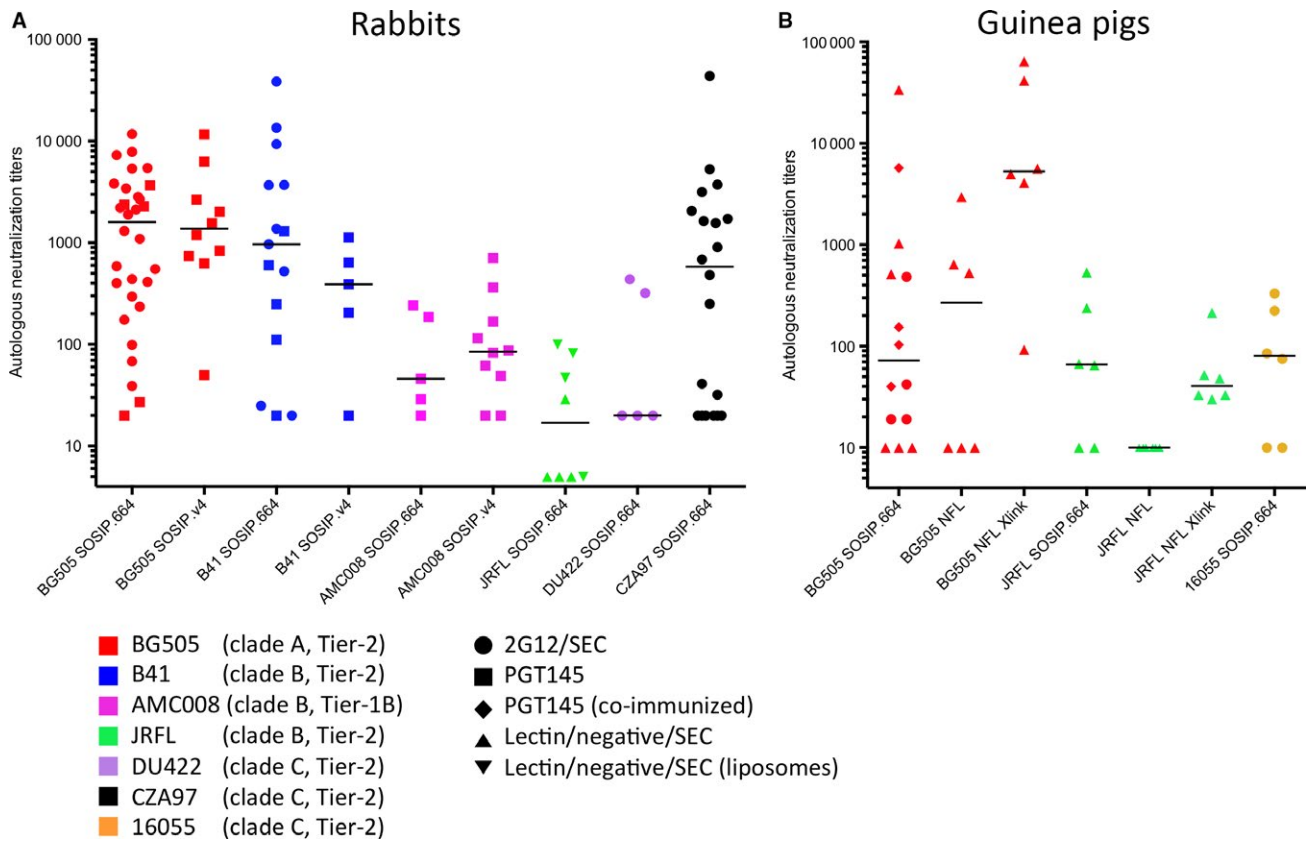 A
Rabbits
Autologous neutralization titers
100 000
10 000
1000
100
10
BG505 SOSIP.664
BG505 SOSIP.v4
B41 SOSIP.664
B41 SOSIP.v4
AMC008 SOSIP.664
AMC008 SOSIP.v4
JRFL SOSIP.664
DU422 SOSIP.664
CZA97 SOSIP.664
B
Guinea pigs
Autologous neutralization titers
100 000
10 000
1000
100
10
BG505 SOSIP.664
BG505 NFL
BG505 NFL Xlink
JRFL SOSIP.664
JRFL NFL
JRFL NFL Xlink
16055 SOSIP.664
BG505 (clade A, Tier-2)
B41 (clade B, Tier-2)
AMC008 (clade B, Tier-1B)
JRFL (clade B, Tier-2)
DU422 (clade C, Tier-2)
CZA97 (clade C, Tier-2)
16055 (clade C, Tier-2)
2G12/SEC
PGT145
PGT145 (co-immunized)
Lectin/negative/SEC
Lectin/negative/SEC (liposomes)